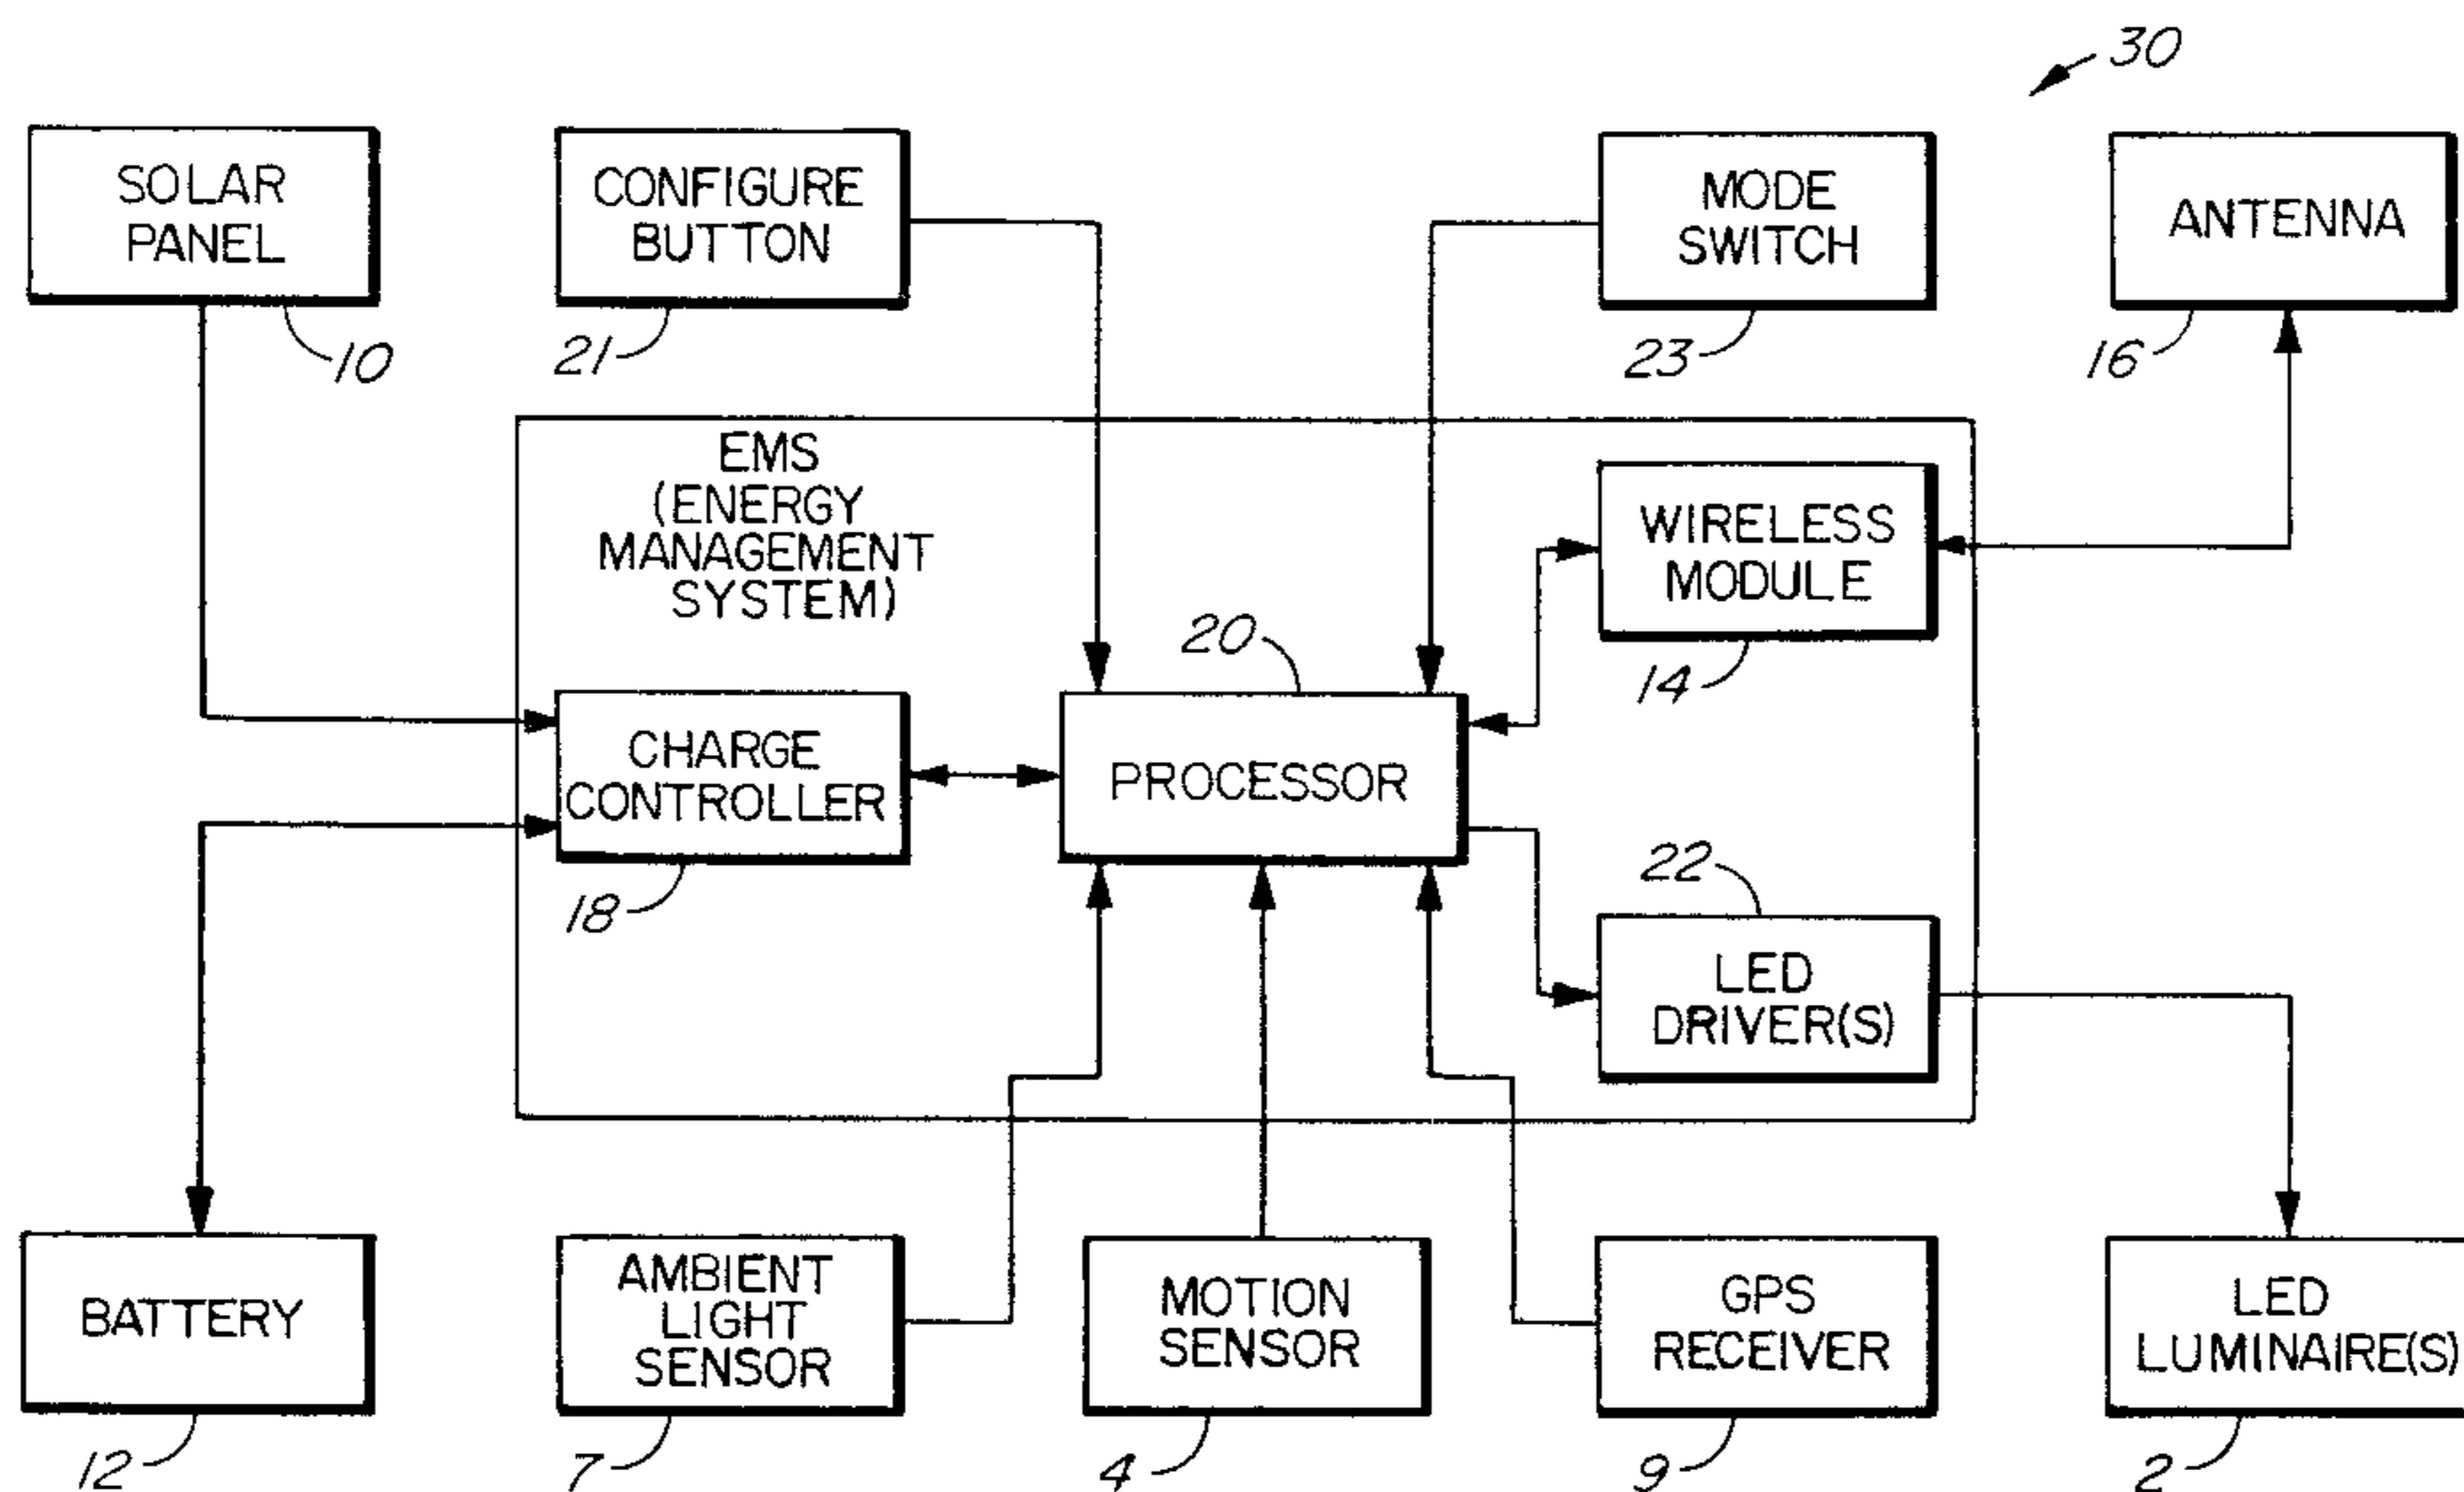 30
SOLAR
PANEL
10
CONFIGURE
BUTTON
21
MODE
SWITCH
23
ANTENNA
16
EMS
(ENERGY
MANAGEMENT
SYSTEM)
WIRELESS
MODULE
14
20
CHARGE
CONTROLLER
18
PROCESSOR
22
LED
DRIVER(S)
BATTERY
12
AMBIENT
LIGHT
SENSOR
7
MOTION
SENSOR
4
GPS
RECEIVER
9
LED
LUMINAIRE(S)
2